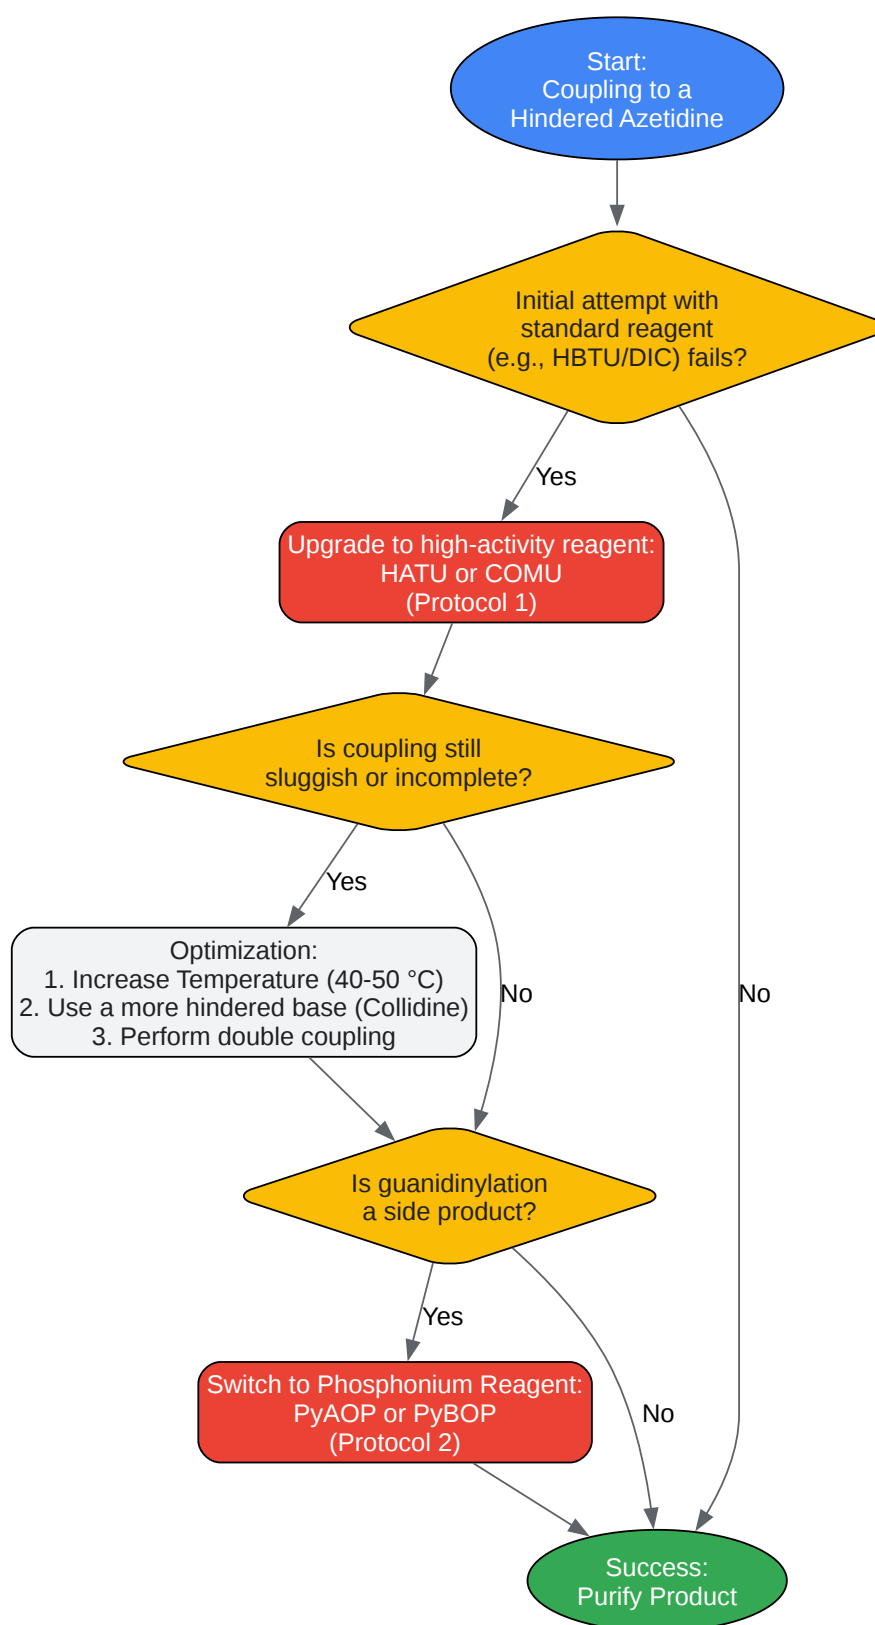 Start:
Coupling to a
Hindered Azetidine
Initial attempt with
standard reagent
(e.g., HBTU/DIC) fails?
Yes
Upgrade to high-activity reagent:
HATU or COMU
(Protocol 1)
Is coupling still
sluggish or incomplete?
Yes
Optimization:
1. Increase Temperature (40-50 °C)
2. Use a more hindered base (Collidine)
3. Perform double coupling
No
No
Is guanidinylation
a side product?
Yes
Switch to Phosphonium Reagent:
PyAOP or PyBOP
(Protocol 2)
No
Success:
Purify Product